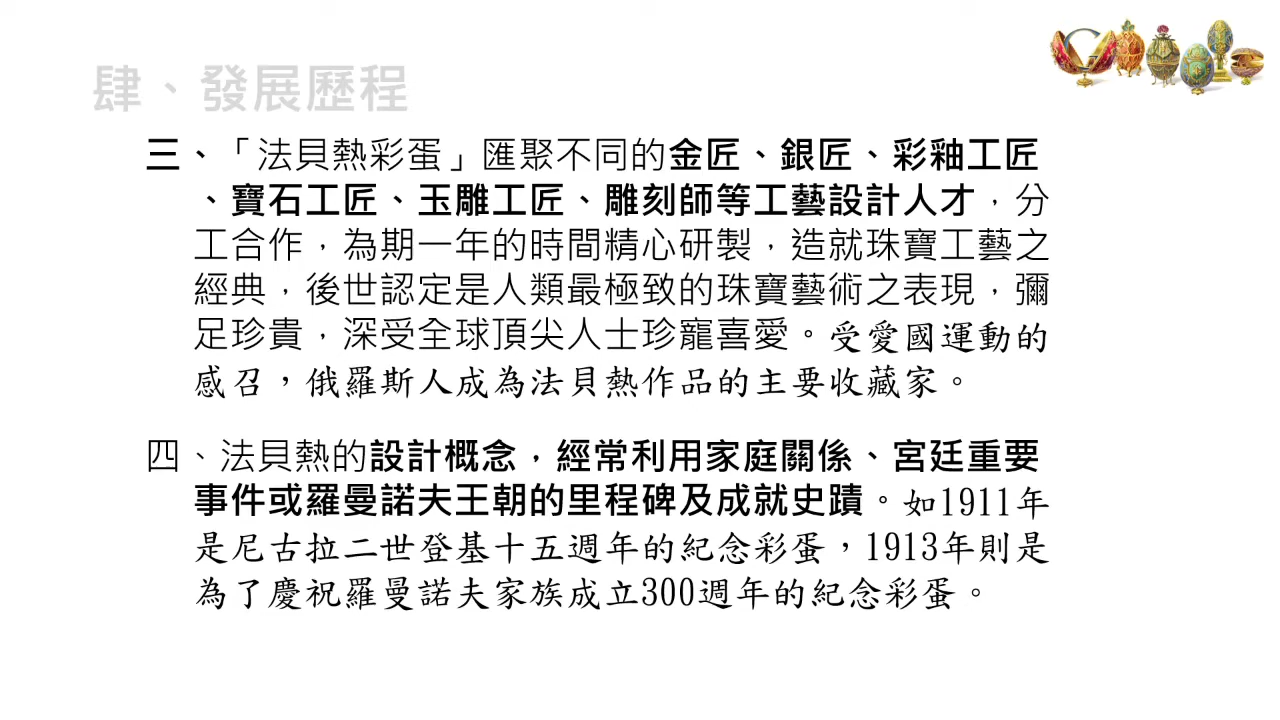 肆、發展歷程
三、「法貝熱彩蛋」匯聚不同的金匠、銀匠、彩釉工匠
、寶石工匠、玉雕工匠、雕刻師等工藝設計人才，分
工合作，為期一年的時間精心研製，造就珠寶工藝之
經典，後世認定是人類最極致的珠寶藝術之表現，彌
足珍貴，深受全球頂尖人士珍寵喜愛。受愛國運動的
感召，俄羅斯人成為法貝熱作品的主要收藏家。
四、法貝熱的設計概念，經常利用家庭關係、宮廷重要
事件或羅曼諾夫王朝的里程碑及成就史蹟。如1911年
是尼古拉二世登基十五週年的紀念彩蛋，1913年則是
為了慶祝羅曼諾夫家族成立300週年的紀念彩蛋。